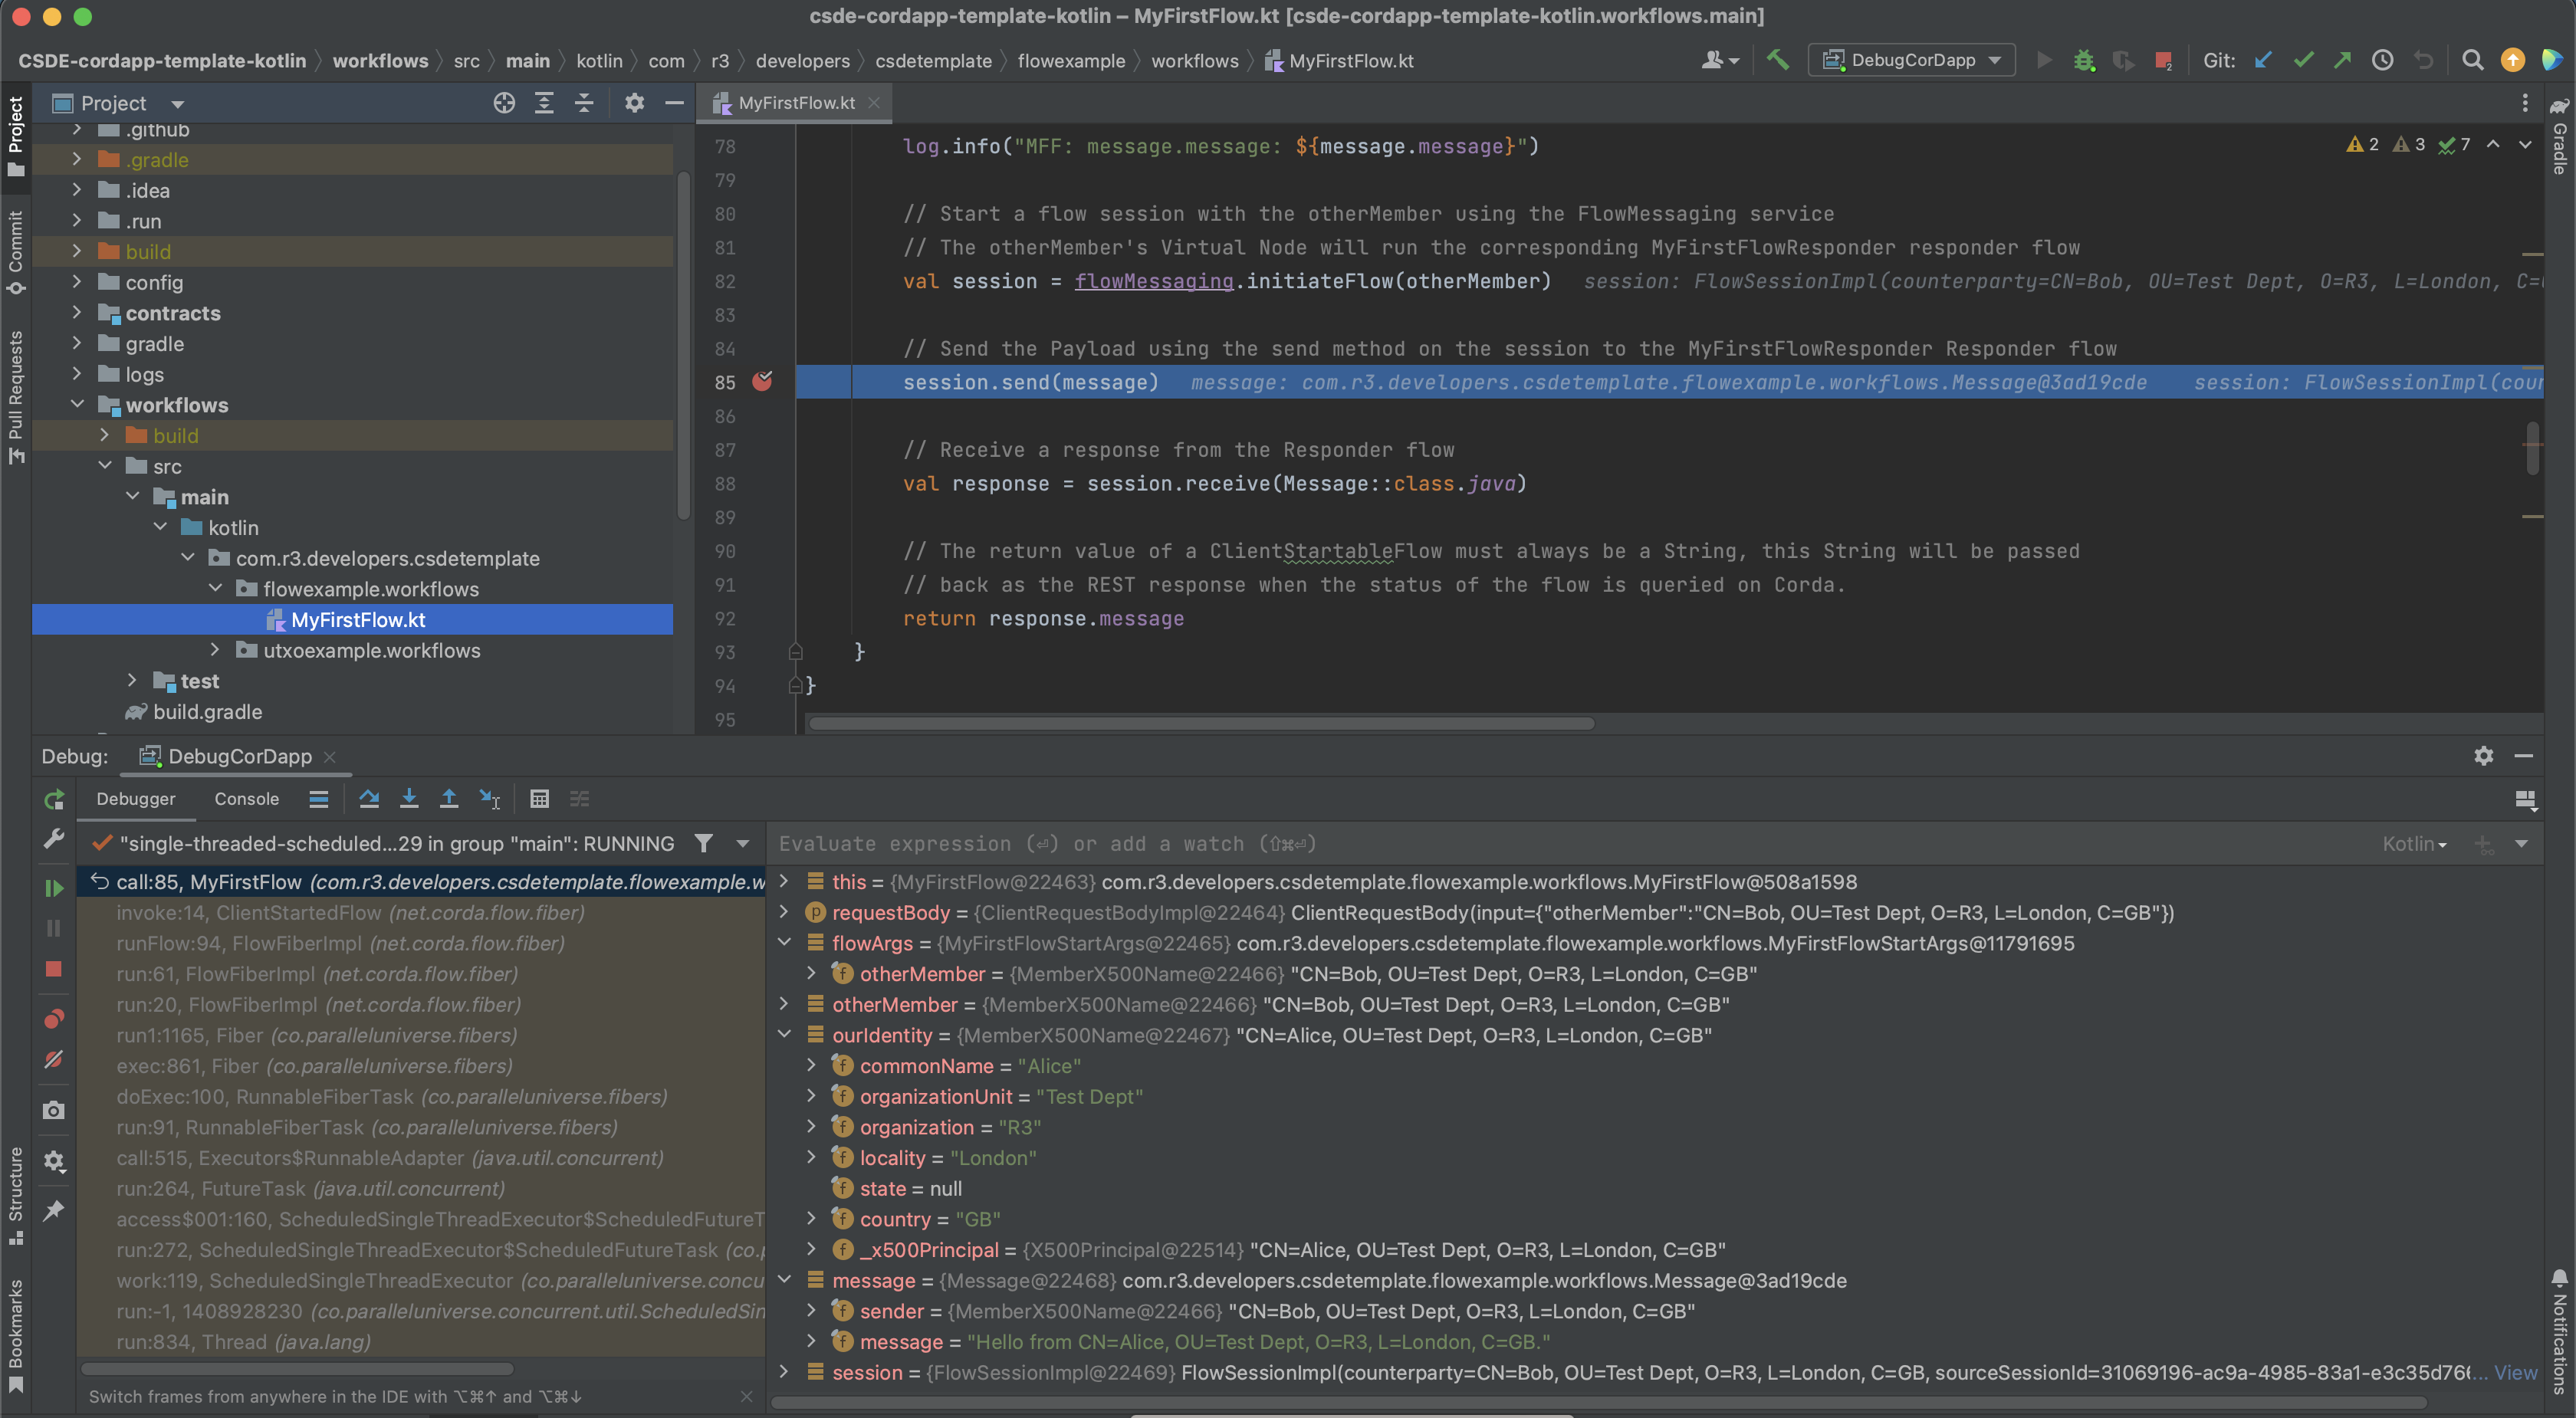 csde-cordapp-template-kotlin – MyFirstFlow.kt [csde-cordapp-template-kotlin.workflows.main]
CSDE-cordapp-template-kotlin 〉 workflows 〉 src 〉 main 〉 kotlin 〉 com 〉 r3 〉 developers 〉 csdetemplate 〉 flowexample 〉 workflows 〉 MyFirstFlow.kt
DebugCorDapp
2
Git:
Project
Commit
Pull Requests
Structure
Bookmarks
Project
.github
.gradle
.idea
.run
build
config
contracts
gradle
logs
workflows
build
src
main
kotlin
com.r3.developers.csdetemplate
flowexample.workflows
MyFirstFlow.kt
utxoexample.workflows
test
build.gradle
MyFirstFlow.kt
2 3 7
78 log.info("MFF: message.message: ${message.message}")
79
80 // Start a flow session with the otherMember using the FlowMessaging service
81 // The otherMember's Virtual Node will run the corresponding MyFirstFlowResponder responder flow
82 val session = flowMessaging.initiateFlow(otherMember) session: FlowSessionImpl(counterparty=CN=Bob, OU=Test Dept, O=R3, L=London, C=
83
84 // Send the Payload using the send method on the session to the MyFirstFlowResponder Responder flow
85 session.send(message) message: com.r3.developers.csdetemplate.flowexample.workflows.Message@3ad19cde session: FlowSessionImpl(cour
86
87 // Receive a response from the Responder flow
88 val response = session.receive(Message::class.java)
89
90 // The return value of a ClientStartableFlow must always be a String, this String will be passed
91 // back as the REST response when the status of the flow is queried on Corda.
92 return response.message
93 }
94 }
95
Gradle
Notifications
Debug: DebugCorDapp
Debugger Console
"single-threaded-scheduled...29 in group "main": RUNNING
call:85, MyFirstFlow (com.r3.developers.csdetemplate.flowexample.w
invoke:14, ClientStartedFlow (net.corda.flow.fiber)
runFlow:94, FlowFiberImpl (net.corda.flow.fiber)
run:61, FlowFiberImpl (net.corda.flow.fiber)
run:20, FlowFiberImpl (net.corda.flow.fiber)
run1:1165, Fiber (co.paralleluniverse.fibers)
exec:861, Fiber (co.paralleluniverse.fibers)
doExec:100, RunnableFiberTask (co.paralleluniverse.fibers)
run:91, RunnableFiberTask (co.paralleluniverse.fibers)
call:515, Executors$RunnableAdapter (java.util.concurrent)
run:264, FutureTask (java.util.concurrent)
access$001:160, ScheduledSingleThreadExecutor$ScheduledFutureT
run:272, ScheduledSingleThreadExecutor$ScheduledFutureTask (co.p
work:119, ScheduledSingleThreadExecutor (co.paralleluniverse.concu
run:-1, 1408928230 (co.paralleluniverse.concurrent.util.ScheduledSin
run:834, Thread (java.lang)
Switch frames from anywhere in the IDE with ⌥⌘↑ and ⌥⌘↓
Evaluate expression (⏎) or add a watch (⇧⌘⏎)
Kotlin
this = {MyFirstFlow@22463} com.r3.developers.csdetemplate.flowexample.workflows.MyFirstFlow@508a1598
requestBody = {ClientRequestBodyImpl@22464} ClientRequestBody(input={"otherMember":"CN=Bob, OU=Test Dept, O=R3, L=London, C=GB"})
flowArgs = {MyFirstFlowStartArgs@22465} com.r3.developers.csdetemplate.flowexample.workflows.MyFirstFlowStartArgs@11791695
otherMember = {MemberX500Name@22466} "CN=Bob, OU=Test Dept, O=R3, L=London, C=GB"
otherMember = {MemberX500Name@22466} "CN=Bob, OU=Test Dept, O=R3, L=London, C=GB"
ourIdentity = {MemberX500Name@22467} "CN=Alice, OU=Test Dept, O=R3, L=London, C=GB"
commonName = "Alice"
organizationUnit = "Test Dept"
organization = "R3"
locality = "London"
state = null
country = "GB"
_x500Principal = {X500Principal@22514} "CN=Alice, OU=Test Dept, O=R3, L=London, C=GB"
message = {Message@22468} com.r3.developers.csdetemplate.flowexample.workflows.Message@3ad19cde
sender = {MemberX500Name@22466} "CN=Bob, OU=Test Dept, O=R3, L=London, C=GB"
message = "Hello from CN=Alice, OU=Test Dept, O=R3, L=London, C=GB."
session = {FlowSessionImpl@22469} FlowSessionImpl(counterparty=CN=Bob, OU=Test Dept, O=R3, L=London, C=GB, sourceSessionId=31069196-ac9a-4985-83a1-e3c35d76... View